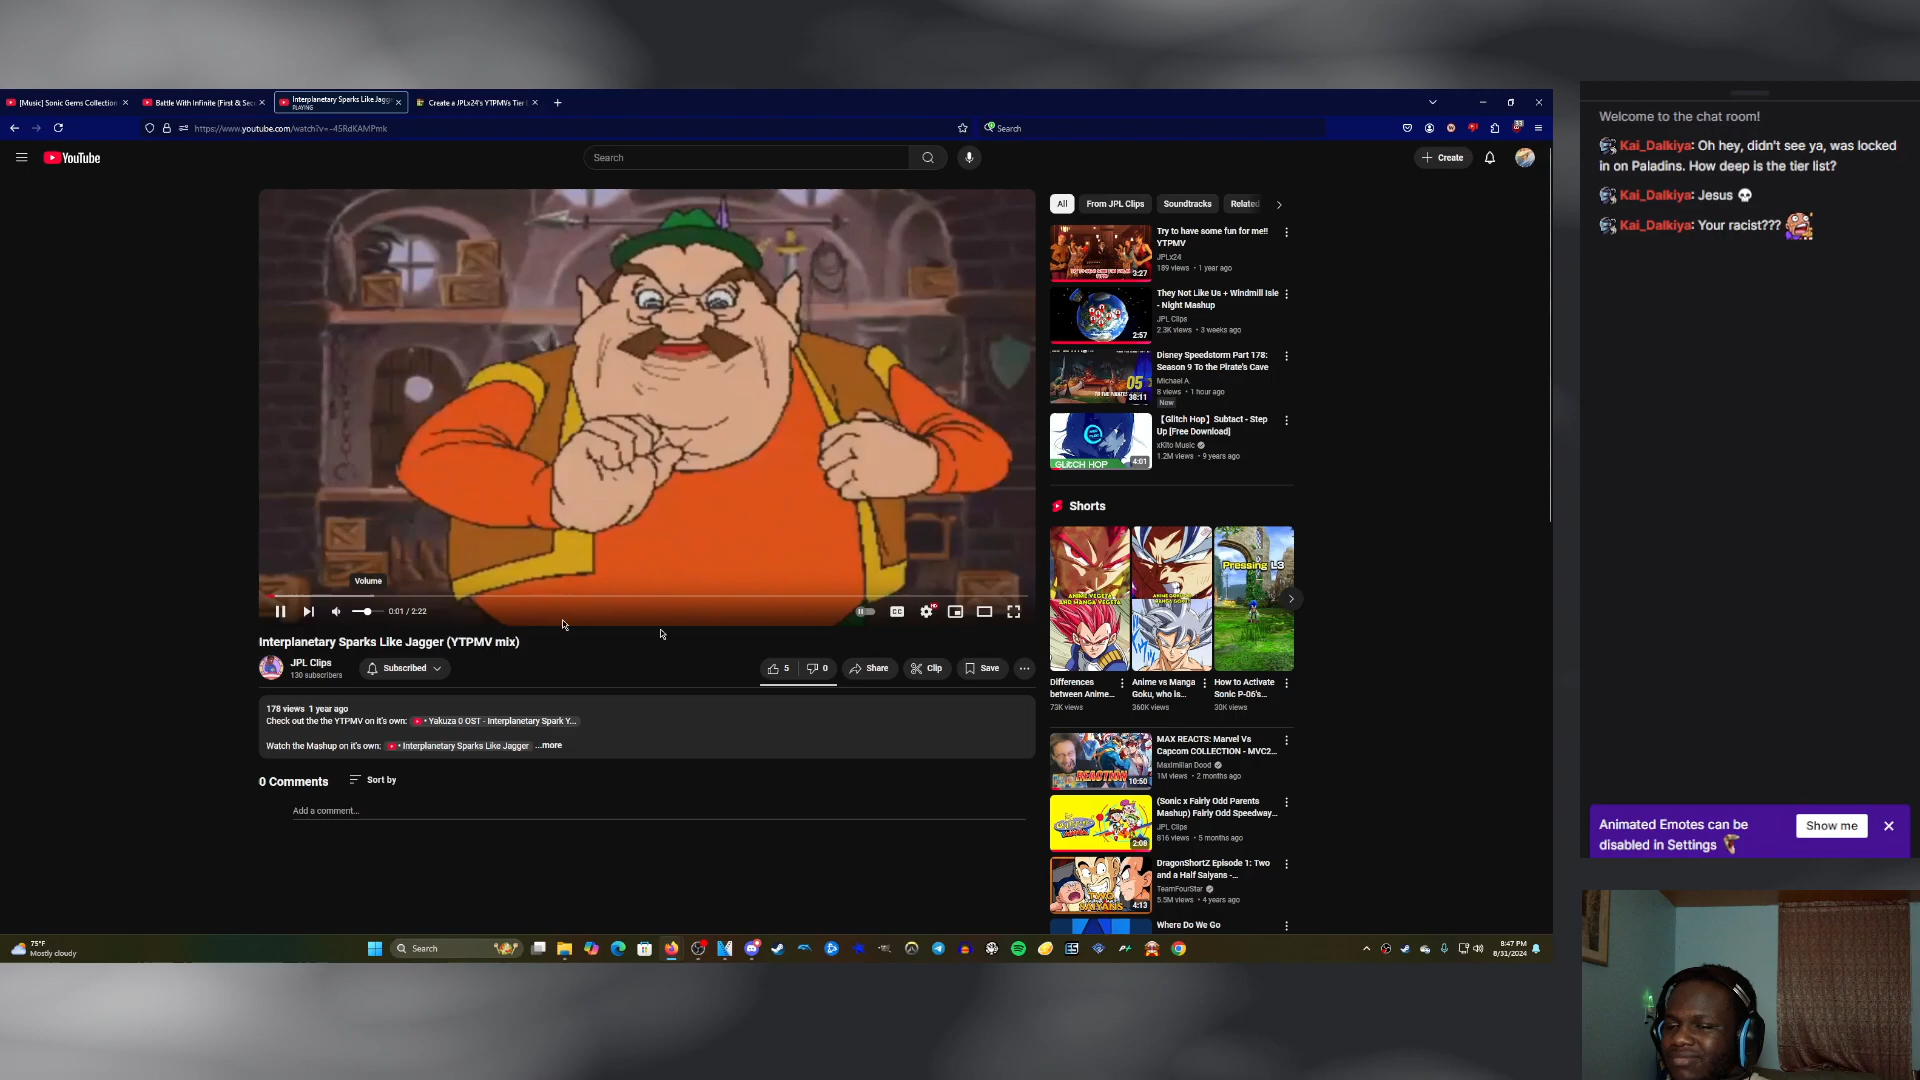 [Music] Sonic Gems Collection
Battle With Infinite (First & Sec
Interplanetary Sparks Like Jagg
PLAYING
Create a JPLx24's YTPMVs Tier
https://www.youtube.com/watch?v=-45RdKAMPmk
Search
YouTube
Search
Create
Volume
0:01 / 2:22
Interplanetary Sparks Like Jagger (YTPMV mix)
JPL Clips
130 subscribers
Subscribed
5
0
Share
Clip
Save
178 views 1 year ago
Check out the the YTPMV on it's own: • Yakuza 0 OST - Interplanetary Spark Y...
Watch the Mashup on it's own: • Interplanetary Sparks Like Jagger ...more
0 Comments
Sort by
Add a comment...
All
From JPL Clips
Soundtracks
Related
3:27
Try to have some fun for me!!
YTPMV
JPLx24
189 views • 1 year ago
2:57
They Not Like Us + Windmill Isle
- Night Mashup
JPL Clips
2.3K views • 3 weeks ago
05
TO THE PIRATE!
38:11
Disney Speedstorm Part 178:
Season 9 To the Pirate's Cave
Michael A.
8 views • 1 hour ago
New
GLITCH HOP
4:01
【Glitch Hop】Subtact - Step
Up [Free Download]
xKito Music
1.2M views • 9 years ago
Shorts
ANIME VEGETA
AND MANGA VEGETA
Pressing L3
Differences
between Anime...
73K views
Anime vs Manga
Goku, who is...
360K views
How to Activate
Sonic P-06's...
30K views
REACTION
10:50
MAX REACTS: Marvel Vs
Capcom COLLECTION - MVC2...
Maximilian Dood
1M views • 2 months ago
2:08
(Sonic x Fairly Odd Parents
Mashup) Fairly Odd Speedway...
JPL Clips
816 views • 5 months ago
TWO
SAIYANS
4:13
DragonShortZ Episode 1: Two
and a Half Saiyans -...
TeamFourStar
5.5M views • 4 years ago
Where Do We Go
75°F
Mostly cloudy
Search
8:47 PM
8/31/2024
Welcome to the chat room!
Kai_Dalkiya: Oh hey, didn't see ya, was locked
in on Paladins. How deep is the tier list?
Kai_Dalkiya: Jesus 💀
Kai_Dalkiya: Your racist???
Animated Emotes can be
disabled in Settings
Show me